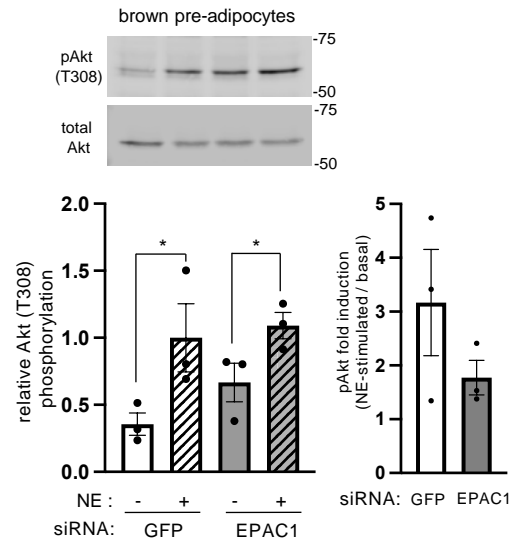 brown pre-adipocytes
pAkt
(T308)
-75
-50
total
Akt
-75
-50
relative Akt (T308)
phosphorylation
2.0
1.5
1.0
0.5
0.0
*
*
NE : - + - +
siRNA: GFP EPAC1
pAkt fold induction
(NE-stimulated / basal)
5
4
3
2
1
0
siRNA: GFP EPAC1